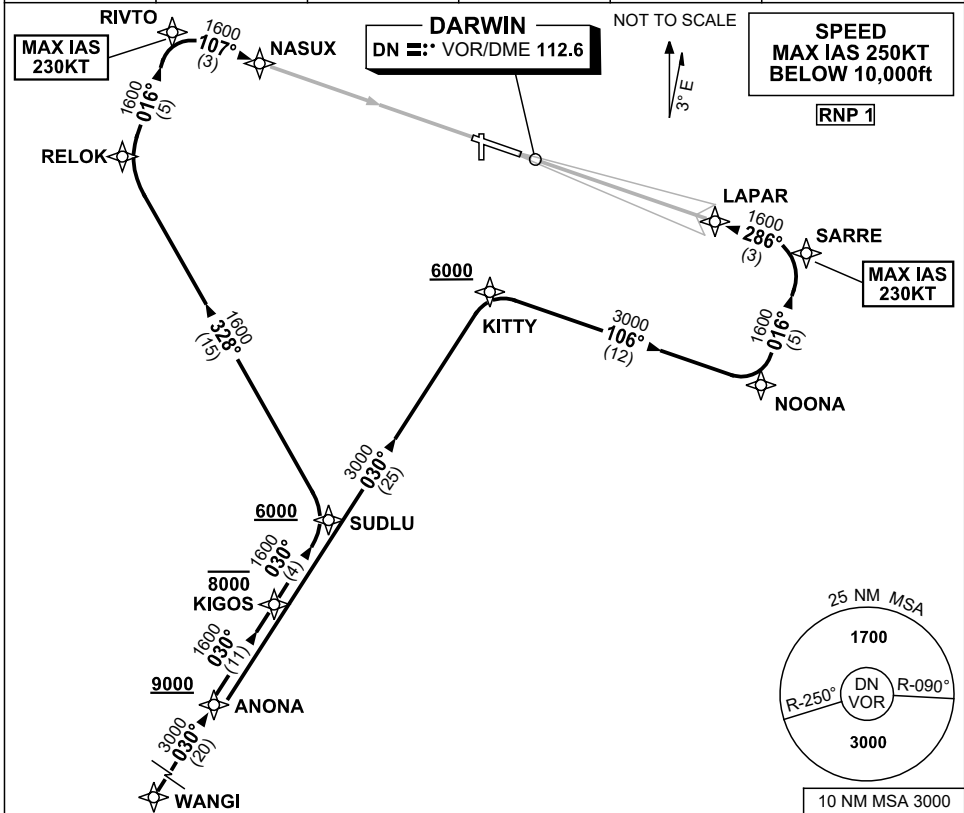 RIVTO
MAX IAS
230KT
1600
107°
(3)
NASUX
DARWIN
DN VOR/DME 112.6
NOT TO SCALE
3° E
SPEED
MAX IAS 250KT
BELOW 10,000ft
RNP 1
1600
016°
(5)
RELOK
LAPAR
1600
286°
(3)
SARRE
MAX IAS
230KT
6000
KITTY
3000
106°
(12)
1600
016°
(5)
NOONA
1600
328°
(15)
3000
030°
(25)
6000
SUDLU
1600
030°
(4)
8000
KIGOS
1600
030°
(11)
9000
ANONA
3000
030°
(20)
WANGI
25 NM MSA
1700
R-250°
DN
VOR
R-090°
3000
10 NM MSA 3000